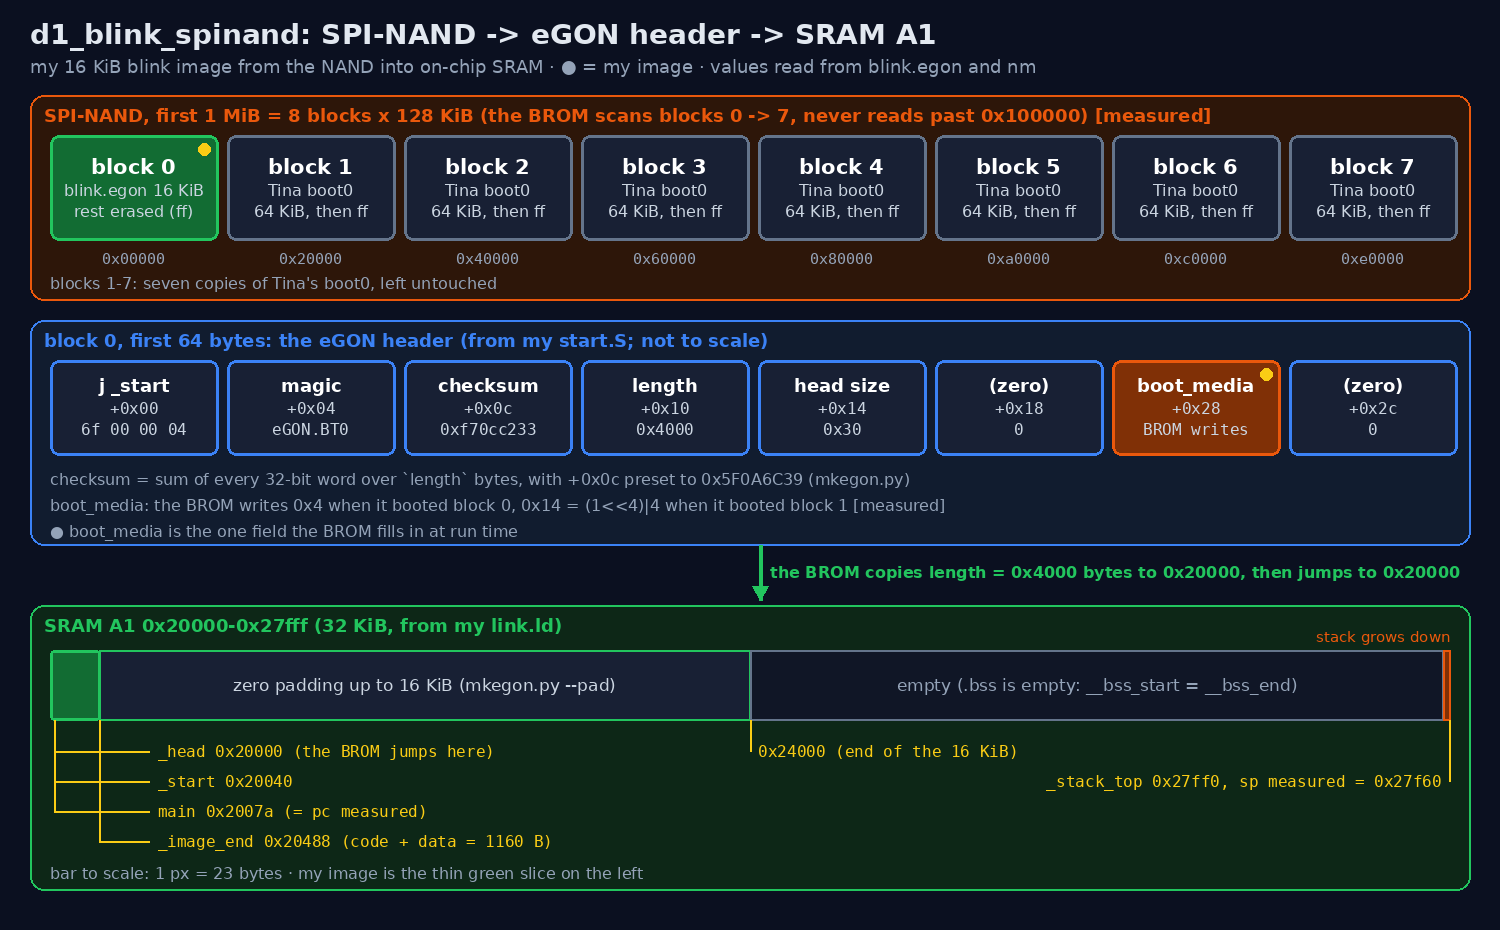 d1_blink_spinand: SPI-NAND -> eGON header -> SRAM A1
my 16 KiB blink image from the NAND into on-chip SRAM · ● = my image · values read from blink.egon and nm
SPI-NAND, first 1 MiB = 8 blocks x 128 KiB (the BROM scans blocks 0 -> 7, never reads past 0x100000) [measured]
block 0
blink.egon 16 KiB
rest erased (ff)
0x00000
block 1
Tina boot0
64 KiB, then ff
0x20000
block 2
Tina boot0
64 KiB, then ff
0x40000
block 3
Tina boot0
64 KiB, then ff
0x60000
block 4
Tina boot0
64 KiB, then ff
0x80000
block 5
Tina boot0
64 KiB, then ff
0xa0000
block 6
Tina boot0
64 KiB, then ff
0xc0000
block 7
Tina boot0
64 KiB, then ff
0xe0000
blocks 1-7: seven copies of Tina's boot0, left untouched
block 0, first 64 bytes: the eGON header (from my start.S; not to scale)
j _start
+0x00
6f 00 00 04
magic
+0x04
eGON.BT0
checksum
+0x0c
0xf70cc233
length
+0x10
0x4000
head size
+0x14
0x30
(zero)
+0x18
0
boot_media
+0x28
BROM writes
(zero)
+0x2c
0
checksum = sum of every 32-bit word over `length` bytes, with +0x0c preset to 0x5F0A6C39 (mkegon.py)
boot_media: the BROM writes 0x4 when it booted block 0, 0x14 = (1<<4)|4 when it booted block 1 [measured]
● boot_media is the one field the BROM fills in at run time
the BROM copies length = 0x4000 bytes to 0x20000, then jumps to 0x20000
SRAM A1 0x20000-0x27fff (32 KiB, from my link.ld)
stack grows down
zero padding up to 16 KiB (mkegon.py --pad)
empty (.bss is empty: __bss_start = __bss_end)
_head 0x20000 (the BROM jumps here)
0x24000 (end of the 16 KiB)
_start 0x20040
_stack_top 0x27ff0, sp measured = 0x27f60
main 0x2007a (= pc measured)
_image_end 0x20488 (code + data = 1160 B)
bar to scale: 1 px = 23 bytes · my image is the thin green slice on the left